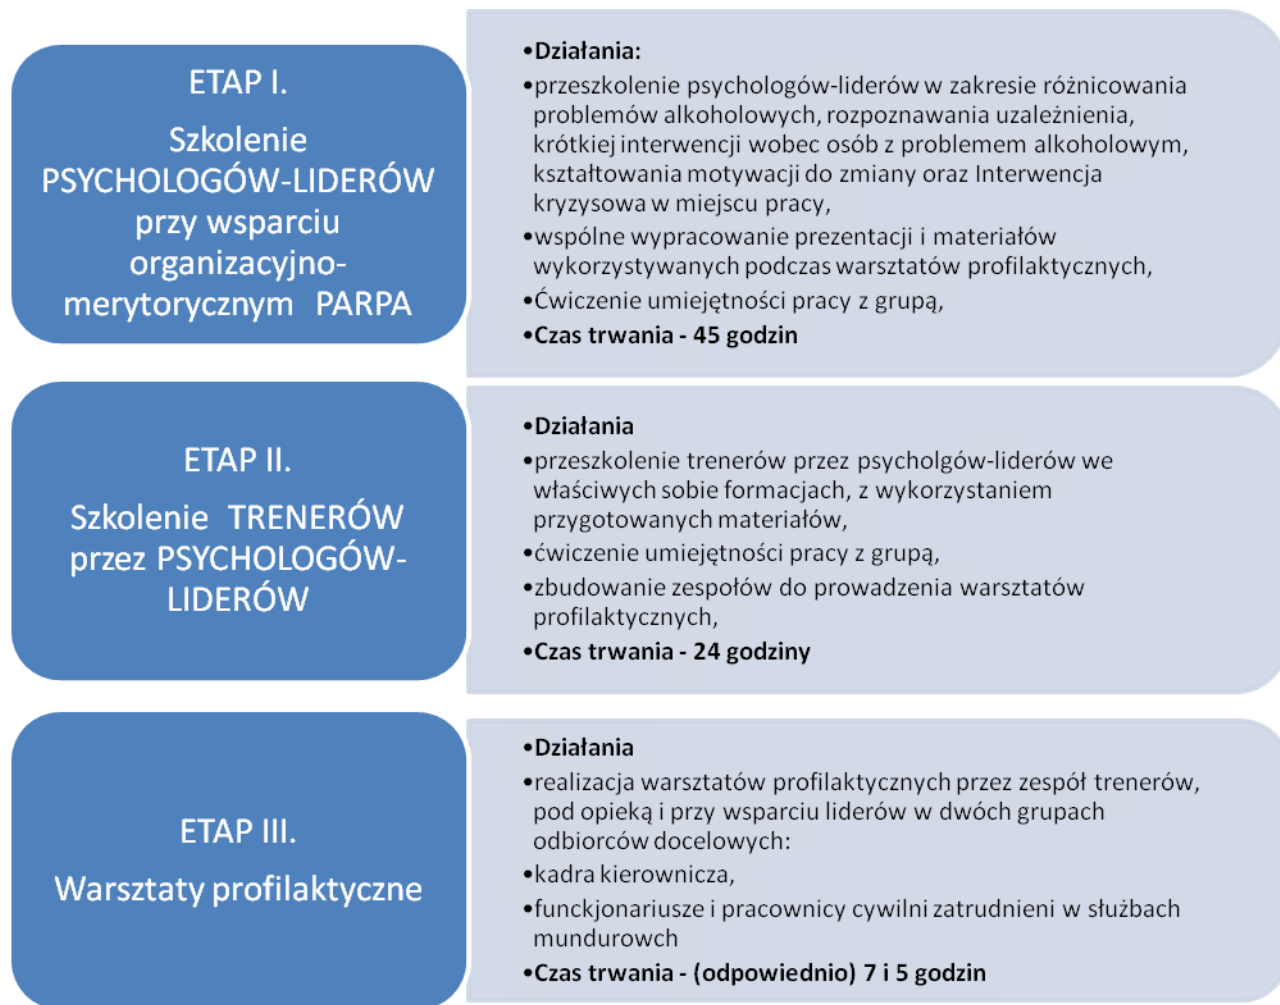 ETAP I.
Szkolenie
PSYCHOLOGÓW-LIDERÓW
przy wsparciu
organizacyjno-
merytorycznym PARPA
•Działania:
•przeszkolenie psychologów-liderów w zakresie różnicowania
problemów alkoholowych, rozpoznawania uzależnienia,
krótkiej interwencji wobec osób z problemem alkoholowym,
kształtowania motywacji do zmiany oraz Interwencja
kryzysowa w miejscu pracy,
•wspólne wypracowanie prezentacji i materiałów
wykorzystywanych podczas warsztatów profilaktycznych,
•Ćwiczenie umiejętności pracy z grupą,
•Czas trwania - 45 godzin
ETAP II.
Szkolenie TRENERÓW
przez PSYCHOLOGÓW-
LIDERÓW
•Działania
•przeszkolenie trenerów przez psycholgów-liderów we
właściwych sobie formacjach, z wykorzystaniem
przygotowanych materiałów,
•ćwiczenie umiejętności pracy z grupą,
•zbudowanie zespołów do prowadzenia warsztatów
profilaktycznych,
•Czas trwania - 24 godziny
ETAP III.
Warsztaty profilaktyczne
•Działania
•realizacja warsztatów profilaktycznych przez zespół trenerów,
pod opieką i przy wsparciu liderów w dwóch grupach
odbiorców docelowych:
•kadra kierownicza,
•funckjonariusze i pracownicy cywilni zatrudnieni w służbach
mundurowch
•Czas trwania - (odpowiednio) 7 i 5 godzin